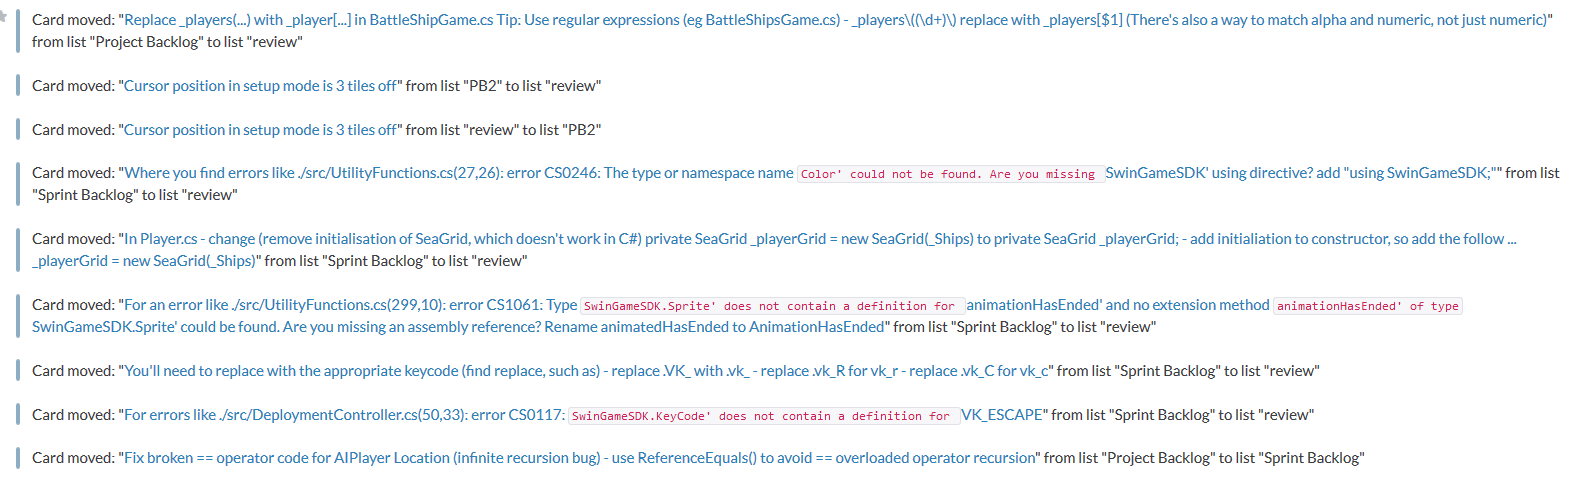 Card moved: "Replace _players(...) with _player[...] in BattleShipGame.cs Tip: Use regular expressions (eg BattleShipsGame.cs) - _players\((\d+)\) replace with _players[$1] (There's also a way to match alpha and numeric, not just numeric)"
from list "Project Backlog" to list "review"
Card moved: "Cursor position in setup mode is 3 tiles off" from list "PB2" to list "review"
Card moved: "Cursor position in setup mode is 3 tiles off" from list "review" to list "PB2"
Card moved: "Where you find errors like ./src/UtilityFunctions.cs(27,26): error CS0246: The type or namespace name Color' could not be found. Are you missing SwinGameSDK' using directive? add "using SwinGameSDK;"" from list
"Sprint Backlog" to list "review"
Card moved: "In Player.cs - change (remove initialisation of SeaGrid, which doesn't work in C#) private SeaGrid _playerGrid = new SeaGrid(_Ships) to private SeaGrid _playerGrid; - add initialiation to constructor, so add the follow ...
_playerGrid = new SeaGrid(_Ships)" from list "Sprint Backlog" to list "review"
Card moved: "For an error like ./src/UtilityFunctions.cs(299,10): error CS1061: Type SwinGameSDK.Sprite' does not contain a definition for animationHasEnded' and no extension method animationHasEnded' of type
SwinGameSDK.Sprite' could be found. Are you missing an assembly reference? Rename animatedHasEnded to AnimationHasEnded" from list "Sprint Backlog" to list "review"
Card moved: "You'll need to replace with the appropriate keycode (find replace, such as) - replace .VK_ with .vk_ - replace .vk_R for vk_r - replace .vk_C for vk_c" from list "Sprint Backlog" to list "review"
Card moved: "For errors like ./src/DeploymentController.cs(50,33): error CS0117: SwinGameSDK.KeyCode' does not contain a definition for VK_ESCAPE" from list "Sprint Backlog" to list "review"
Card moved: "Fix broken == operator code for AIPlayer Location (infinite recursion bug) - use ReferenceEquals() to avoid == overloaded operator recursion" from list "Project Backlog" to list "Sprint Backlog"